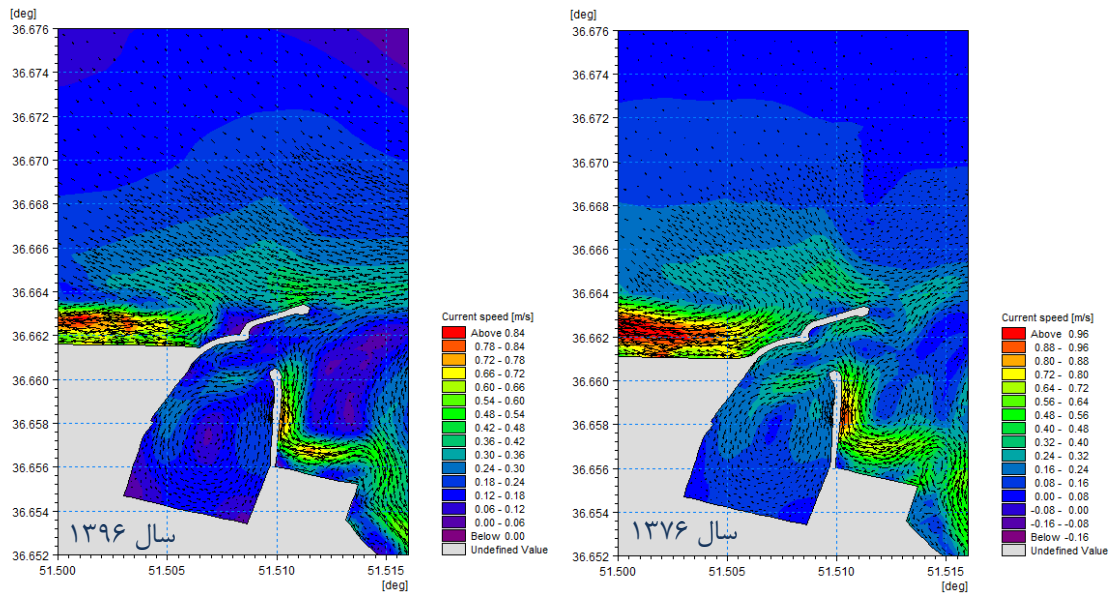 [deg]
36.676
36.674
36.672
36.670
36.668
36.666
36.664
36.662
36.660
36.658
36.656
36.654
36.652
سال ۱۳۹۶
51.500
51.505
51.510
51.515
[deg]
Current speed [m/s]
Above 0.84
0.78 - 0.84
0.72 - 0.78
0.66 - 0.72
0.60 - 0.66
0.54 - 0.60
0.48 - 0.54
0.42 - 0.48
0.36 - 0.42
0.30 - 0.36
0.24 - 0.30
0.18 - 0.24
0.12 - 0.18
0.06 - 0.12
0.00 - 0.06
Below 0.00
Undefined Value
[deg]
36.676
36.674
36.672
36.670
36.668
36.666
36.664
36.662
36.660
36.658
36.656
36.654
36.652
سال ۱۳۷۶
51.500
51.505
51.510
51.515
[deg]
Current speed [m/s]
Above 0.96
0.88 - 0.96
0.80 - 0.88
0.72 - 0.80
0.64 - 0.72
0.56 - 0.64
0.48 - 0.56
0.40 - 0.48
0.32 - 0.40
0.24 - 0.32
0.16 - 0.24
0.08 - 0.16
0.00 - 0.08
-0.08 - 0.00
-0.16 - -0.08
Below -0.16
Undefined Value